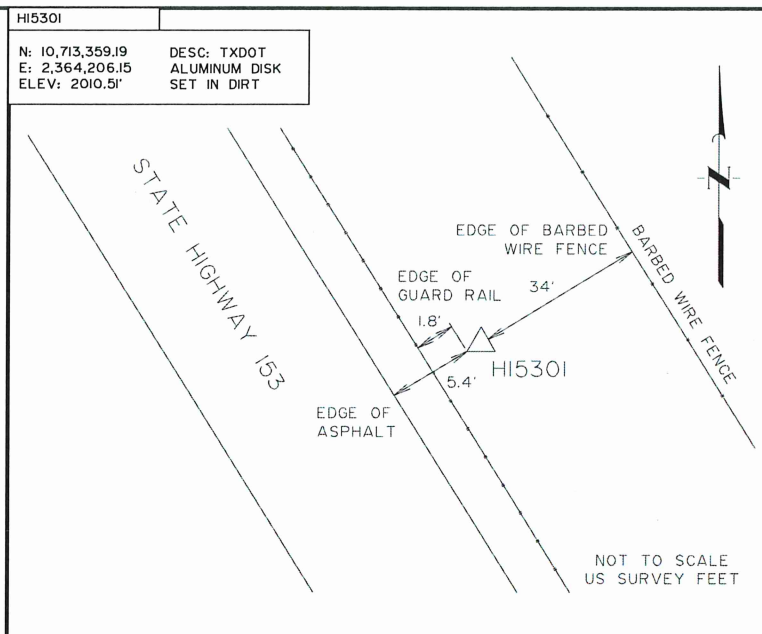 H15301
N: 10,713,359.19
E: 2,364,206.15
ELEV: 2010.51'
DESC: TXDOT
ALUMINUM DISK
SET IN DIRT
STATE HIGHWAY 153
N
EDGE OF BARBED
WIRE FENCE
BARBED WIRE FENCE
EDGE OF
GUARD RAIL
34'
1.8'
H15301
5.4'
EDGE OF
ASPHALT
NOT TO SCALE
US SURVEY FEET